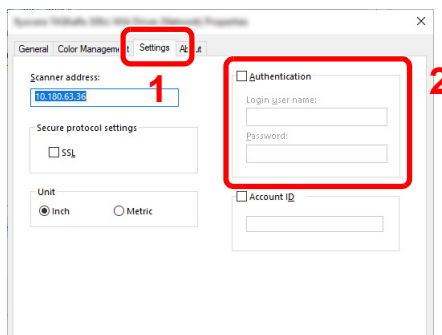 General Color Management Settings About
1
2
Scanner address:
10.180.63.36
Secure protocol settings
SSL
Unit
Inch Metric
Authentication
Login user name:
Password:
Account ID